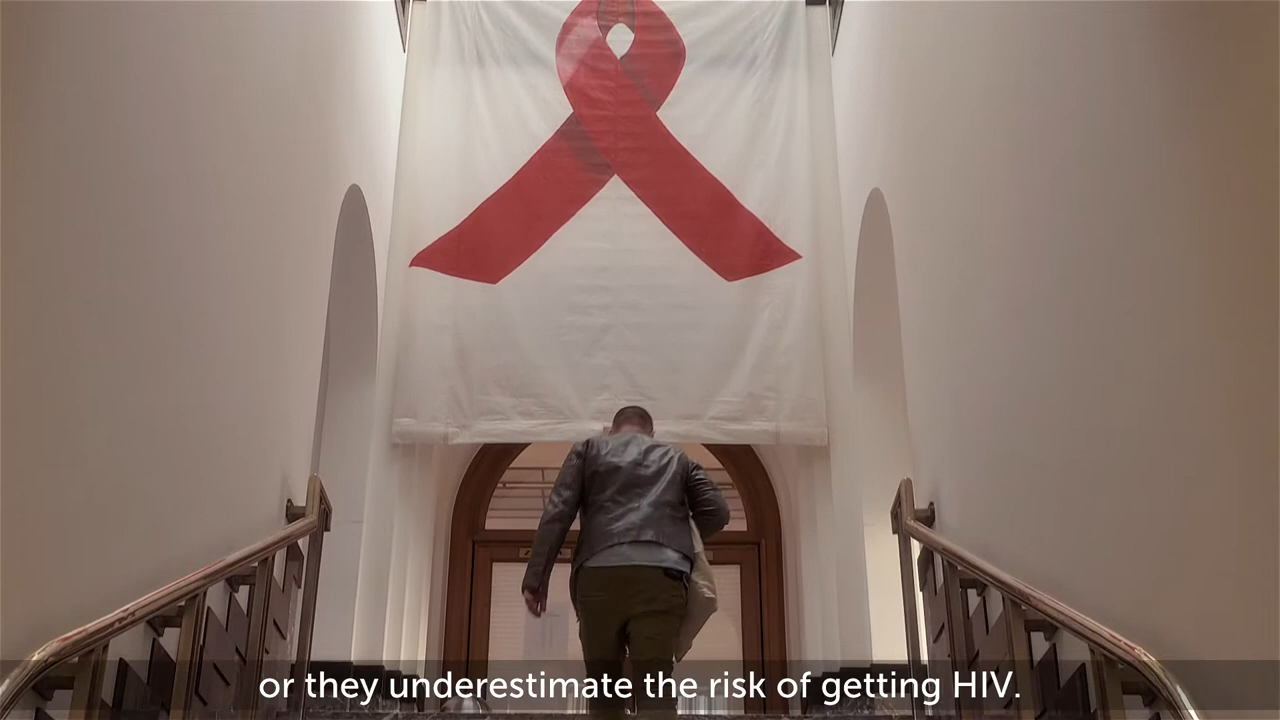 or they underestimate the risk of getting HIV.